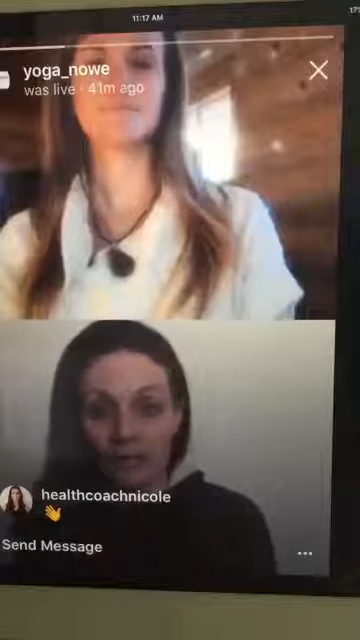 11:17 AM
yoga_nowe
was live · 41m ago
healthcoachnicole
👋
Send Message